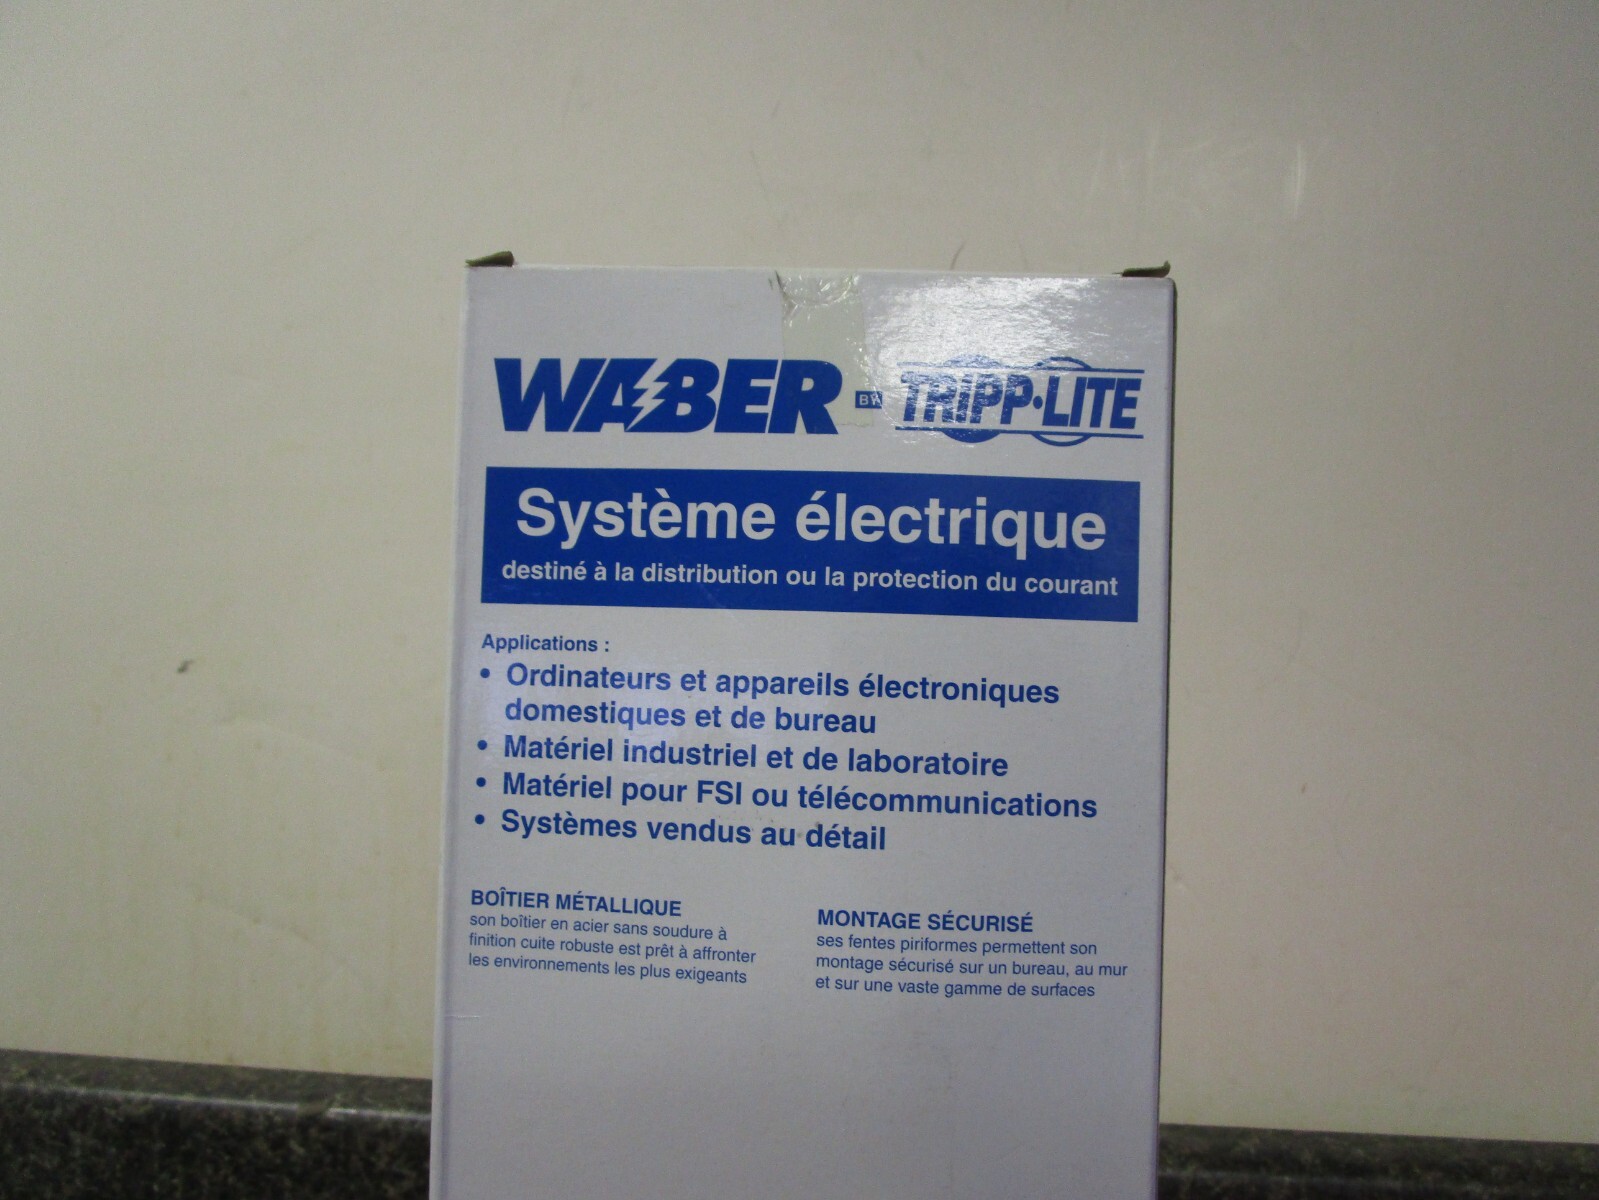 WABER BY TRIPP·LITE
Système électrique
destiné à la distribution ou la protection du courant
Applications :
• Ordinateurs et appareils électroniques
domestiques et de bureau
• Matériel industriel et de laboratoire
• Matériel pour FSI ou télécommunications
• Systèmes vendus au détail
BOÎTIER MÉTALLIQUE
son boîtier en acier sans soudure à
finition cuite robuste est prêt à affronter
les environnements les plus exigeants
MONTAGE SÉCURISÉ
ses fentes piriformes permettent son
montage sécurisé sur un bureau, au mur
et sur une vaste gamme de surfaces